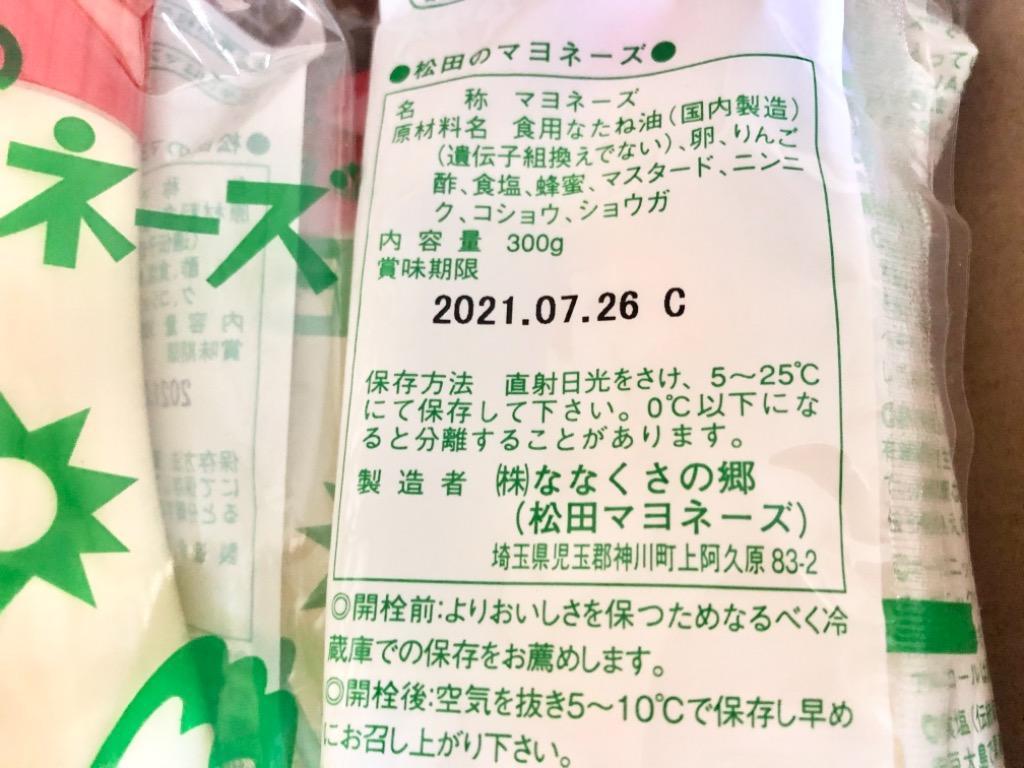 ●松田のマヨネーズ●
名称 マヨネーズ
原材料名 食用なたね油(国内製造)
(遺伝子組換えでない)、卵、りんご
酢、食塩、蜂蜜、マスタード、ニンニ
ク、コショウ、ショウガ
内容量 300g
賞味期限
2021.07.26 C
保存方法 直射日光をさけ、5〜25℃
にて保存して下さい。0℃以下にな
ると分離することがあります。
製造者 ㈱ななくさの郷
(松田マヨネーズ)
埼玉県児玉郡神川町上阿久原83-2
◎開栓前:よりおいしさを保つためなるべく冷
蔵庫での保存をお薦めします。
◎開栓後:空気を抜き5〜10℃で保存し早め
にお召し上がり下さい。
ネーズ